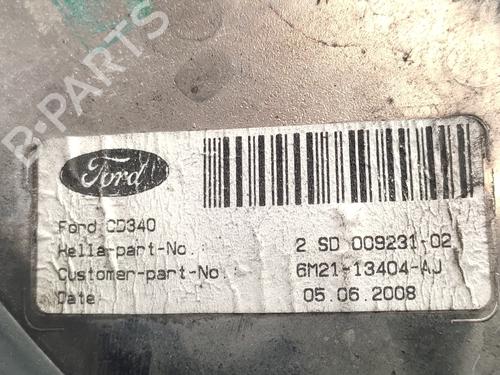 B-PARTS
Ford
Ford CD340
Hella-part-No.: 2 SD 009231-02
Customer-part-No.: 6M21-13404-AJ
Date 05.06.2008